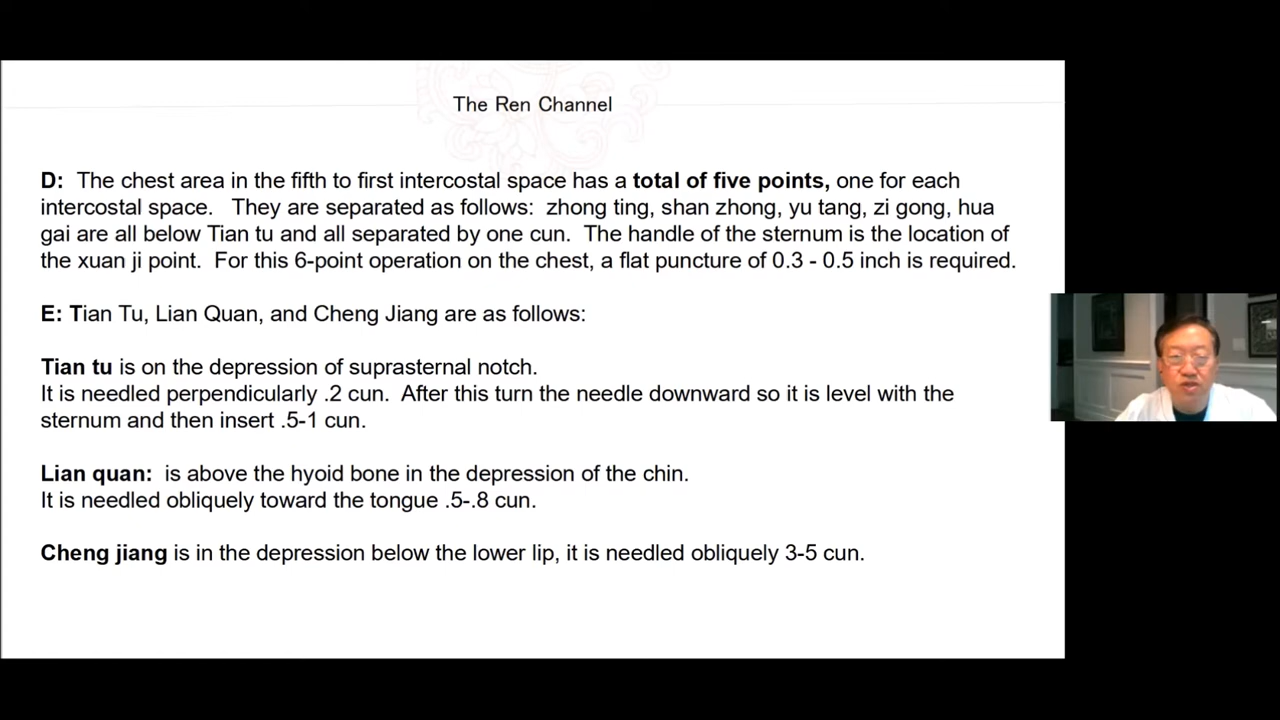 The Ren Channel
D: The chest area in the fifth to first intercostal space has a total of five points, one for each
intercostal space. They are separated as follows: zhong ting, shan zhong, yu tang, zi gong, hua
gai are all below Tian tu and all separated by one cun. The handle of the sternum is the location of
the xuan ji point. For this 6-point operation on the chest, a flat puncture of 0.3 - 0.5 inch is required.
E: Tian Tu, Lian Quan, and Cheng Jiang are as follows:
Tian tu is on the depression of suprasternal notch.
It is needled perpendicularly .2 cun. After this turn the needle downward so it is level with the
sternum and then insert .5-1 cun.
Lian quan: is above the hyoid bone in the depression of the chin.
It is needled obliquely toward the tongue .5-.8 cun.
Cheng jiang is in the depression below the lower lip, it is needled obliquely 3-5 cun.